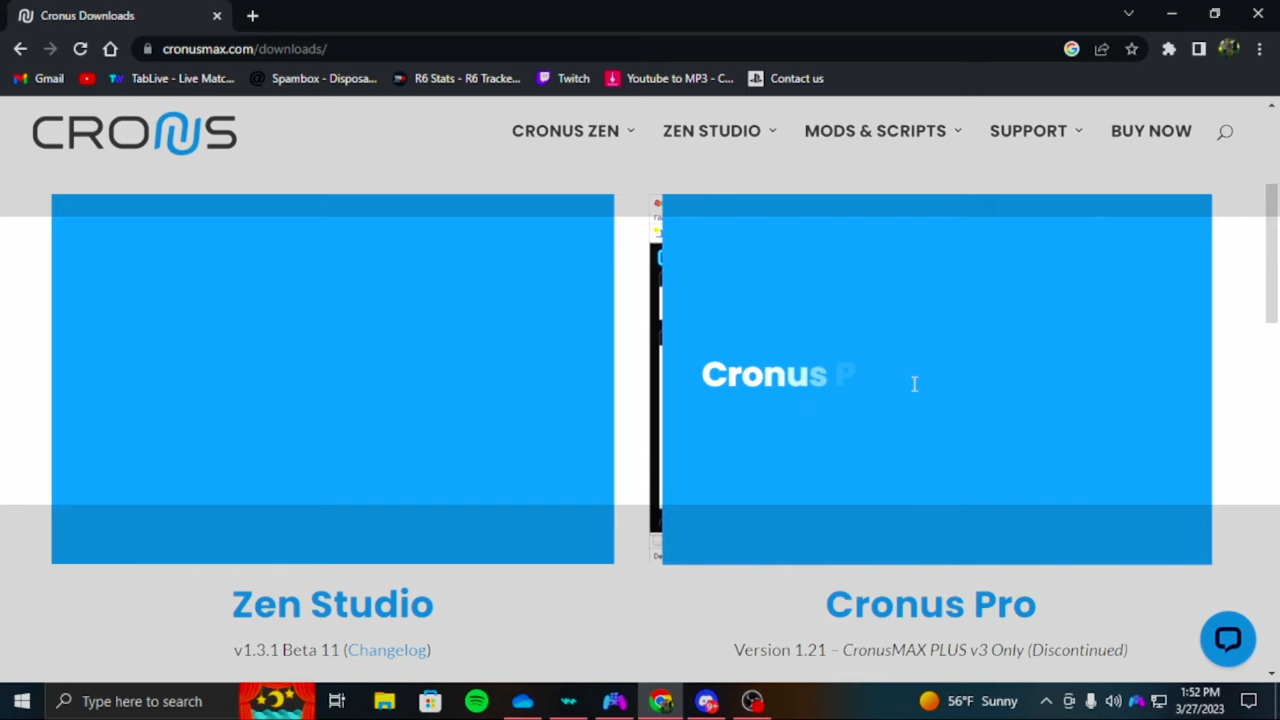 Cronus Downloads
cronusmax.com/downloads/
Gmail
TabLive - Live Matc...
Spambox - Disposa...
R6 Stats - R6 Tracke...
Twitch
Youtube to MP3 - C...
Contact us
CRONUS
CRONUS ZEN
ZEN STUDIO
MODS & SCRIPTS
SUPPORT
BUY NOW
Cronus P
Zen Studio
Cronus Pro
v1.3.1 Beta 11 (Changelog)
Version 1.21 – CronusMAX PLUS v3 Only (Discontinued)
Type here to search
56°F Sunny
1:52 PM
3/27/2023